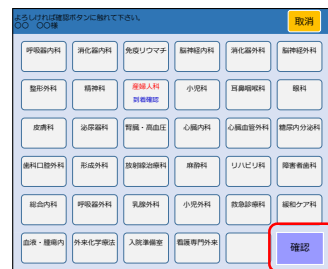 よろしければ確認ボタンに触れて下さい。
○○ ○○様
取消
呼吸器内科 消化器内科 免疫リウマチ 脳神経内科 消化器外科 脳神経外科
整形外科 精神科 産婦人科 小児科 耳鼻咽喉科 眼科
到着確認
皮膚科 泌尿器科 腎臓・高血圧 心臓内科 心臓血管外科 糖尿内分泌科
歯科口腔外科 形成外科 放射線治療科 麻酔科 リハビリ科 障害者歯科
総合内科 呼吸器外科 乳腺外科 小児外科 救急診療科 緩和ケア科
血液・腫瘍内 外来化学療法 入院準備室 看護専門外来 確認